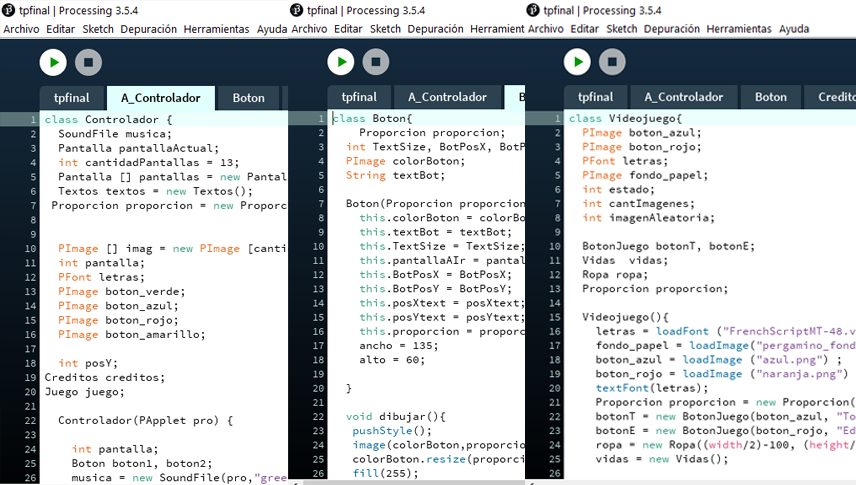 tpfinal | Processing 3.5.4
Archivo Editar Sketch Depuración Herramientas Ayuda
tpfinal A_Controlador Boton
1 class Controlador {
2 SoundFile musica;
3 Pantalla pantallaActual;
4 int cantidadPantallas = 13;
5 Pantalla [] pantallas = new Pantal
6 Textos textos = new Textos();
7 Proporcion proporcion = new Proporc
8
9
10 PImage [] imag = new PImage [canti
11 int pantalla;
12 PFont letras;
13 PImage boton_verde;
14 PImage boton_azul;
15 PImage boton_rojo;
16 PImage boton_amarillo;
17
18 int posY;
19 Creditos creditos;
20 Juego juego;
21
22 Controlador(PApplet pro) {
23
24 int pantalla;
25 Boton boton1, boton2;
26 musica = new SoundFile(pro,"gree
tpfinal | Processing 3.5.4
Archivo Editar Sketch Depuración Herramientas
tpfinal A_Controlador B
1 class Boton{
2 Proporcion proporcion;
3 int TextSize, BotPosX, BotP
4 PImage colorBoton;
5 String textBot;
6
7 Boton(Proporcion proporcion
8 this.colorBoton = colorBo
9 this.textBot = textBot;
10 this.TextSize = TextSize;
11 this.pantallaAIr = pantal
12 this.BotPosX = BotPosX;
13 this.BotPosY = BotPosY;
14 this.posXtext = posXtext;
15 this.posYtext = posYtext;
16 this.proporcion = proporc
17 ancho = 135;
18 alto = 60;
19
20 }
21
22 void dibujar(){
23 pushStyle();
24 image(colorBoton,proporcio
25 colorBoton.resize(proporci
26 fill(255);
tpfinal | Processing 3.5.4
Archivo Editar Sketch Depuración Herramientas Ayuda
tpfinal A_Controlador Boton Credito
1 class Videojuego{
2 PImage boton_azul;
3 PImage boton_rojo;
4 PFont letras;
5 PImage fondo_papel;
6 int estado;
7 int cantImagenes;
8 int imagenAleatoria;
9
10 BotonJuego botonT, botonE;
11 Vidas vidas;
12 Ropa ropa;
13 Proporcion proporcion;
14
15 Videojuego(){
16 letras = loadFont ("FrenchScriptMT-48.v
17 fondo_papel = loadImage("pergamino_fond
18 boton_azul = loadImage ("azul.png") ;
19 boton_rojo = loadImage ("naranja.png")
20 textFont(letras);
21 Proporcion proporcion = new Proporcion(
22 botonT = new BotonJuego(boton_azul, "To
23 botonE = new BotonJuego(boton_rojo, "Ed
24 ropa = new Ropa((width/2)-100, (height/
25 vidas = new Vidas();
26